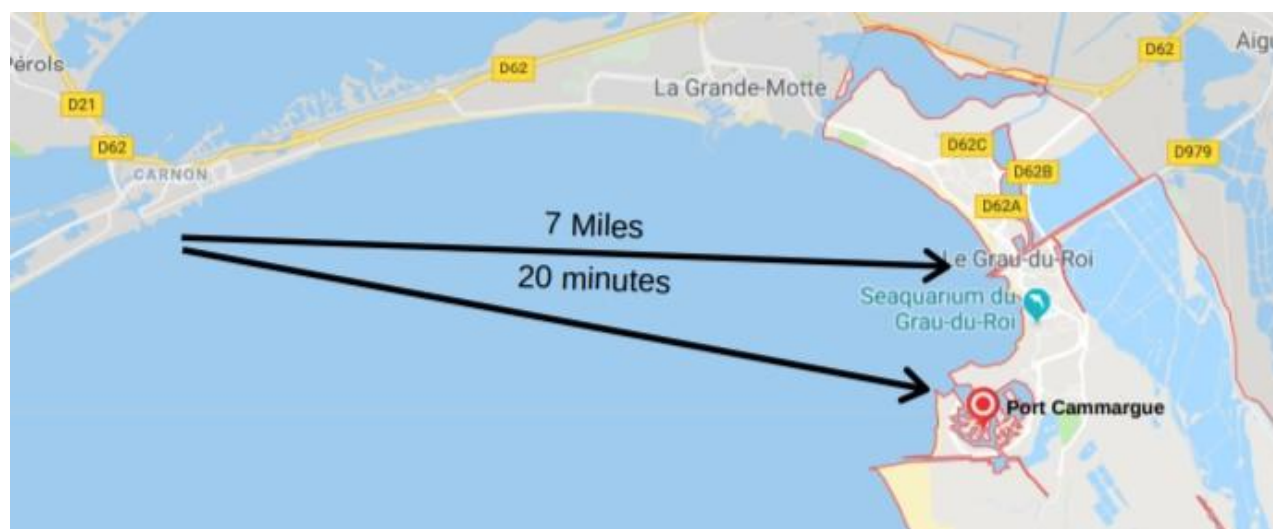 Pérols
D21
D62
CARNON
D62
La Grande-Motte
D62
D62C
D62B
D62A
D979
7 Miles
20 minutes
Le Grau-du-Roi
Seaquarium du
Grau-du-Roi
Port Cammargue